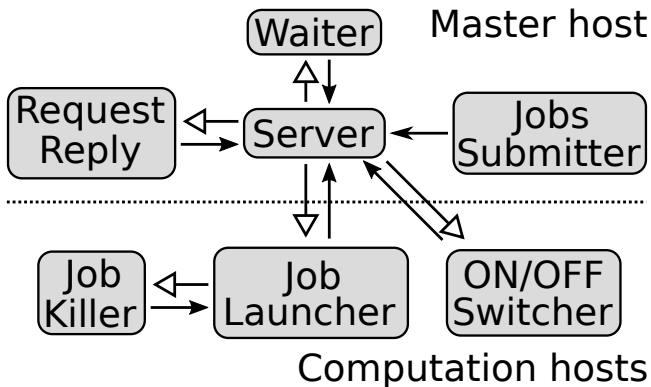 Waiter
Master host
Request
Reply
Server
Jobs
Submitter
Job
Killer
Job
Launcher
ON/OFF
Switcher
Computation hosts